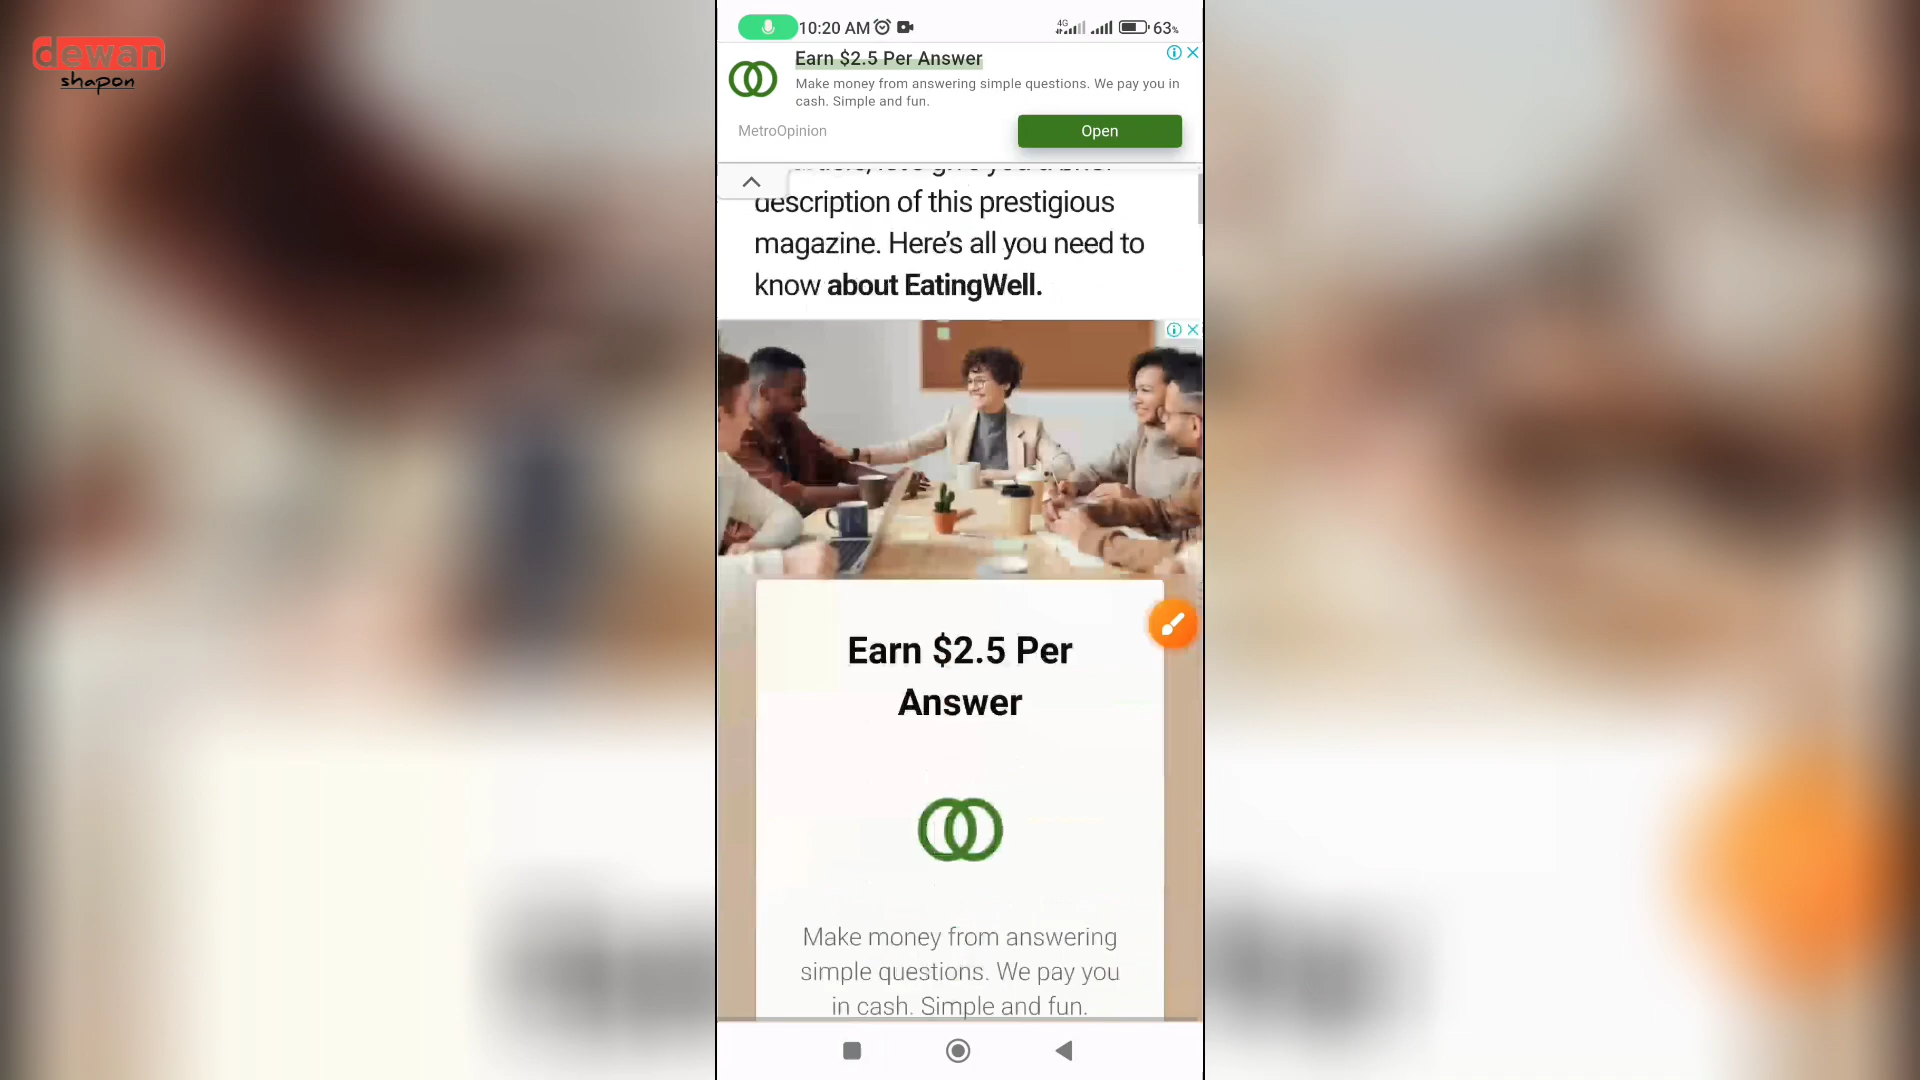 dewan
shapon
10:20 AM
4G
63%
Earn $2.5 Per Answer
Make money from answering simple questions. We pay you in
cash. Simple and fun.
MetroOpinion
Open
description of this prestigious
magazine. Here’s all you need to
know about EatingWell.
Earn $2.5 Per
Answer
Make money from answering
simple questions. We pay you
in cash. Simple and fun.